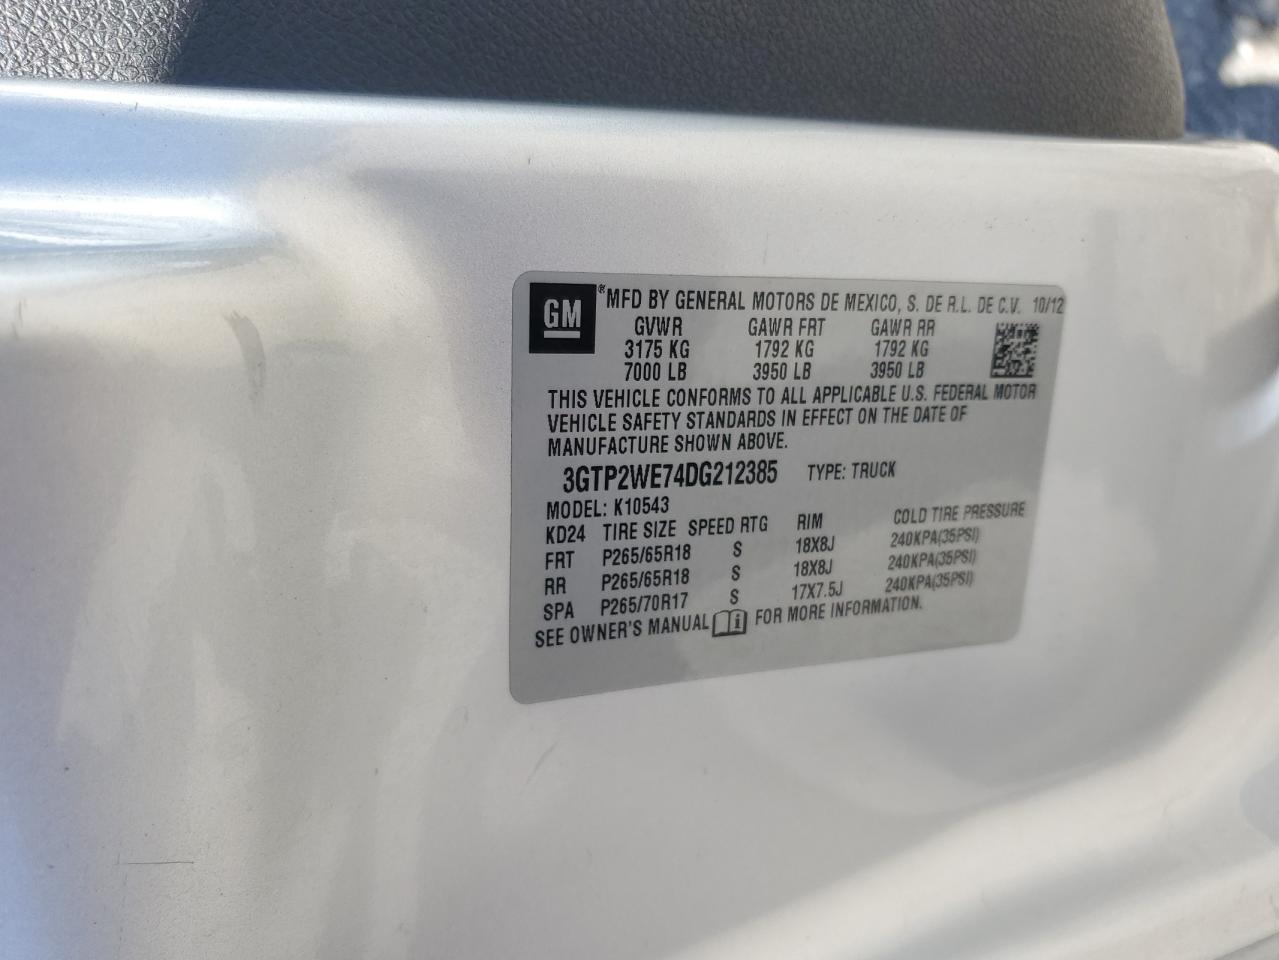 GM ® MFD BY GENERAL MOTORS DE MEXICO, S. DE R.L. DE C.V. 10/12
GVWR GAWR FRT GAWR RR
3175 KG 1792 KG 1792 KG
7000 LB 3950 LB 3950 LB
THIS VEHICLE CONFORMS TO ALL APPLICABLE U.S. FEDERAL MOTOR
VEHICLE SAFETY STANDARDS IN EFFECT ON THE DATE OF
MANUFACTURE SHOWN ABOVE.
3GTP2WE74DG212385 TYPE: TRUCK
MODEL: K10543
KD24 TIRE SIZE SPEED RTG RIM COLD TIRE PRESSURE
FRT P265/65R18 S 18X8J 240KPA(35PSI)
RR P265/65R18 S 18X8J 240KPA(35PSI)
SPA P265/70R17 S 17X7.5J 240KPA(35PSI)
SEE OWNER'S MANUAL i FOR MORE INFORMATION.